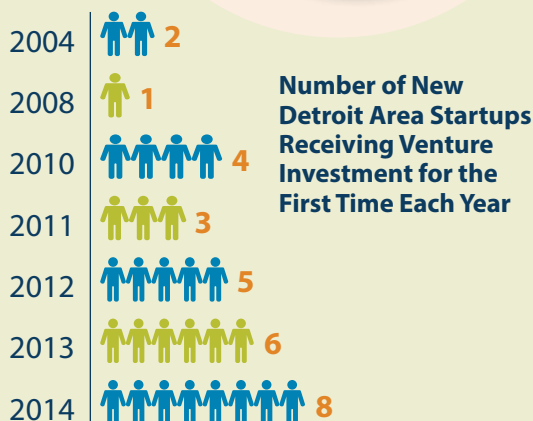 2004 2
2008 1
Number of New
Detroit Area Startups
Receiving Venture
Investment for the
First Time Each Year
2010 4
2011 3
2012 5
2013 6
2014 8